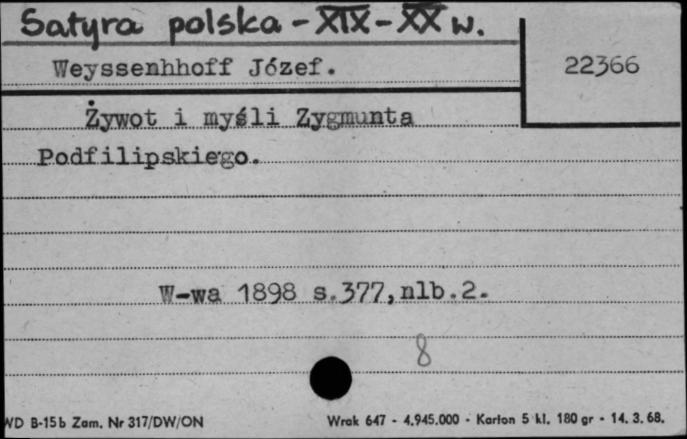 Satyra polska - XIX - XX w.
Weyssenhhoff Józef.
22366
Żywot i myśli Zygmunta
Podfilipskiego.
W-wa 1898 s.377,nlb.2.
8
WD B-15b Zam. Nr 317/DW/ON
Wrak 647 - 4.945.000 - Karton 5 kl. 180 gr - 14. 3. 68.